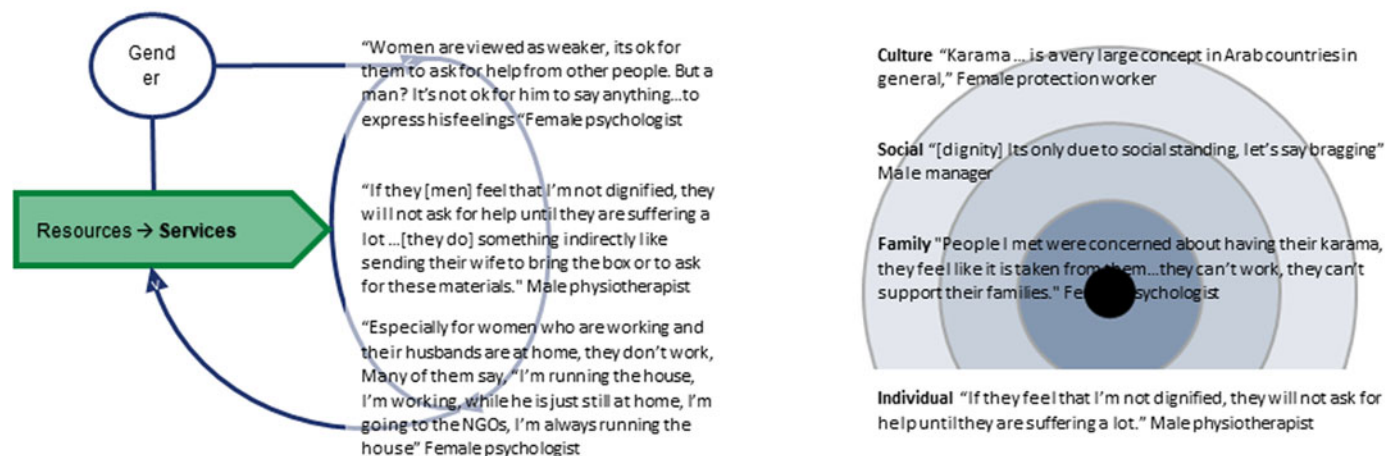 Gend
er
Resources → Services
“Women are viewed as weaker, its ok for
them to ask for help from other people. But a
man? It’s not ok for him to say anything...to
express his feelings “Female psychologist
“If they [men] feel that I’m not dignified, they
will not ask for help until they are suffering a
lot ...[they do] something indirectly like
sending their wife to bring the box or to ask
for these materials." Male physiotherapist
“Especially for women who are working and
their husbands are at home, they don’t work,
Many of them say, “I’m running the house,
I’m working, while he is just still at home, I’m
going to the NGOs, I’m always running the
house” Female psychologist
Culture “Karama ... is a very large concept in Arab countries in
general,” Female protection worker
Social “[dignity] Its only due to social standing, let’s say bragging”
Male manager
Family "People I met were concerned about having their karama,
they feel like it is taken from them...they can’t work, they can’t
support their families." Fe sychologist
Individual “If they feel that I’m not dignified, they will not ask for
help until they are suffering a lot.” Male physiotherapist